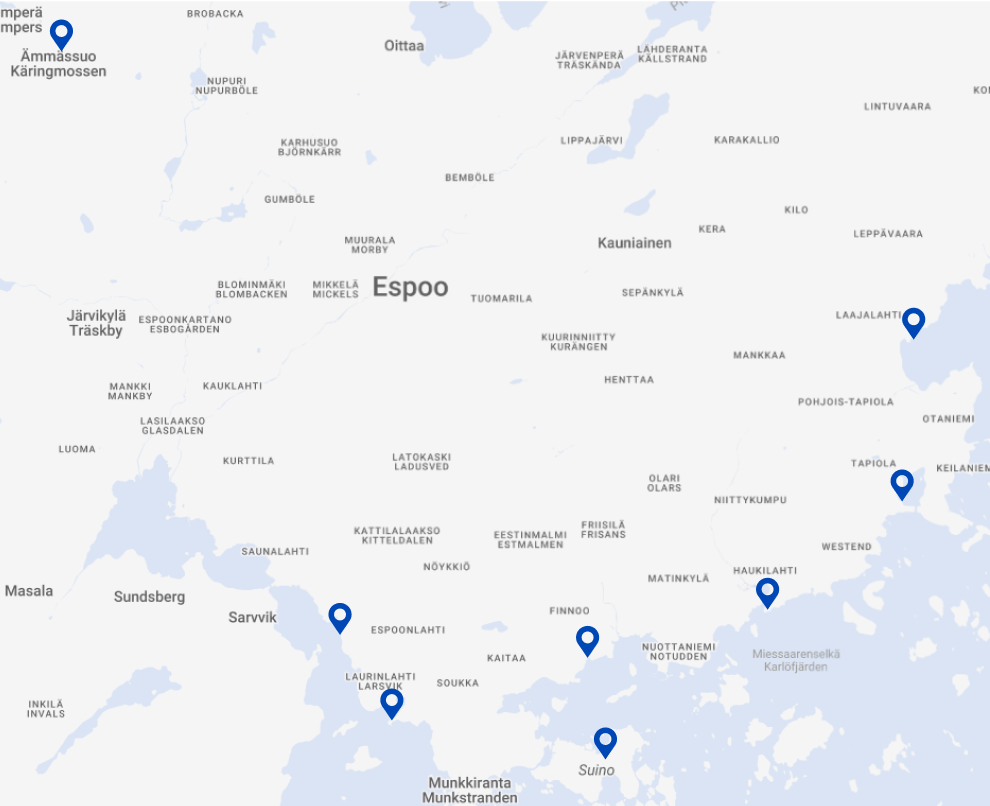 mperä
mpers
BROBACKA
Ämmässuo
Käringmossen
Oittaa
JÄRVENPERÄ
TRÄSKÄNDA
LÄHDERANTA
KÄLLSTRAND
NUPURI
NUPURBÖLE
LINTUVAARA
KARHUSUO
BJÖRNKÄRR
LIPPAJÄRVI
KARAKALLIO
BEMBÖLE
GUMBÖLE
KILO
KERA
LEPPÄVAARA
MUURALA
MORBY
Kauniainen
BLOMINMÄKI
BLOMBACKEN
MIKKELÄ
MICKELS
Espoo
TUOMARILA
SEPÄNKYLÄ
Järvikylä
Träskby
ESPOONKARTANO
ESBOGÅRDEN
LAAJALAHTI
KUURINNIITTY
KURÄNGEN
MANKKAA
HENTTAA
MANKKI
MANKBY
KAUKLAHTI
POHJOIS-TAPIOLA
OTANIEMI
LASILAAKSO
GLASDALEN
LUOMA
KURTTILA
LATOKASKI
LADUSVED
TAPIOLA
KEILANIEM
OLARI
OLARS
NIITTYKUMPU
KATTILALAAKSO
KITTELDALEN
EESTINMALMI
ESTMALMEN
FRIISILÄ
FRISANS
SAUNALAHTI
WESTEND
NÖYKKIÖ
MATINKYLÄ
HAUKILAHTI
Masala
Sundsberg
Sarvvik
FINNOO
ESPOONLAHTI
KAITAA
NUOTTANIEMI
NOTUDDEN
Miessaarenselkä
Karlöfjärden
LAURINLAHTI
LARSVIK
SOUKKA
INKILÄ
INVALS
Suino
Munkkiranta
Munkstranden